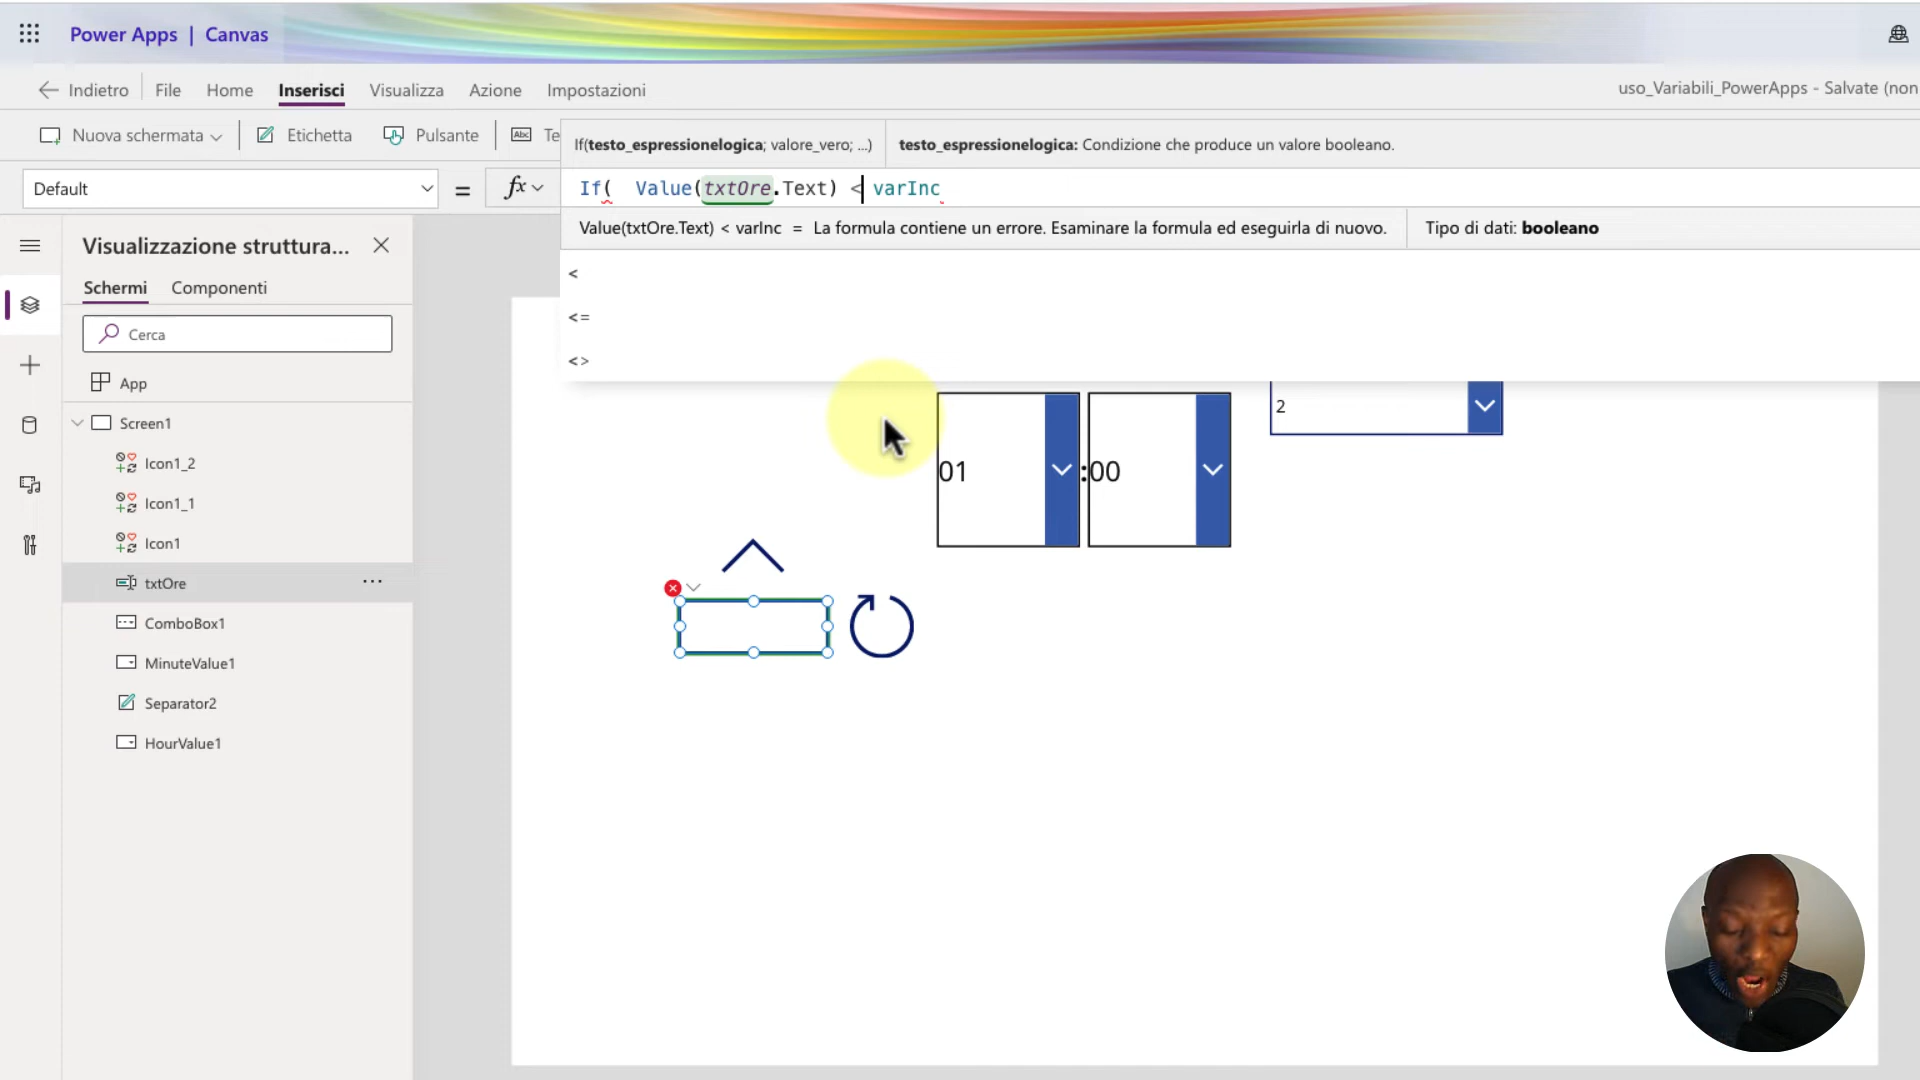 Power Apps | Canvas
Indietro File Home Inserisci Visualizza Azione Impostazioni
uso_Variabili_PowerApps - Salvate (non
Nuova schermata Etichetta Pulsante Abc Te
If(testo_espressionelogica; valore_vero; ...) testo_espressionelogica: Condizione che produce un valore booleano.
Default = fx If( Value(txtOre.Text) < varInc
Value(txtOre.Text) < varInc = La formula contiene un errore. Esaminare la formula ed eseguirla di nuovo. Tipo di dati: booleano
<
<=
<>
Visualizzazione struttura...
Schermi Componenti
Cerca
App
Screen1
Icon1_2
Icon1_1
Icon1
txtOre ...
ComboBox1
MinuteValue1
Separator2
HourValue1
2
01 :00